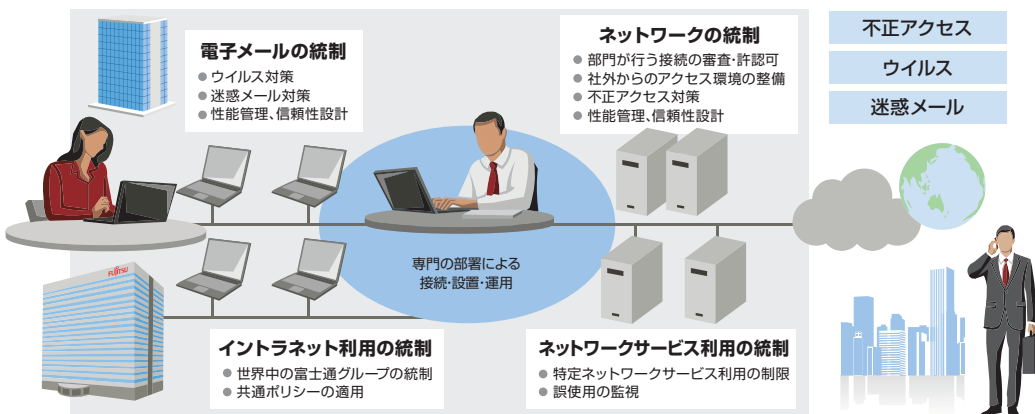 電子メールの統制
● ウイルス対策
● 迷惑メール対策
● 性能管理、信頼性設計
ネットワークの統制
● 部門が行う接続の審査・許認可
● 社外からのアクセス環境の整備
● 不正アクセス対策
● 性能管理、信頼性設計
不正アクセス
ウイルス
迷惑メール
専門の部署による
接続・設置・運用
FUJITSU
イントラネット利用の統制
● 世界中の富士通グループの統制
● 共通ポリシーの適用
ネットワークサービス利用の統制
● 特定ネットワークサービス利用の制限
● 誤使用の監視